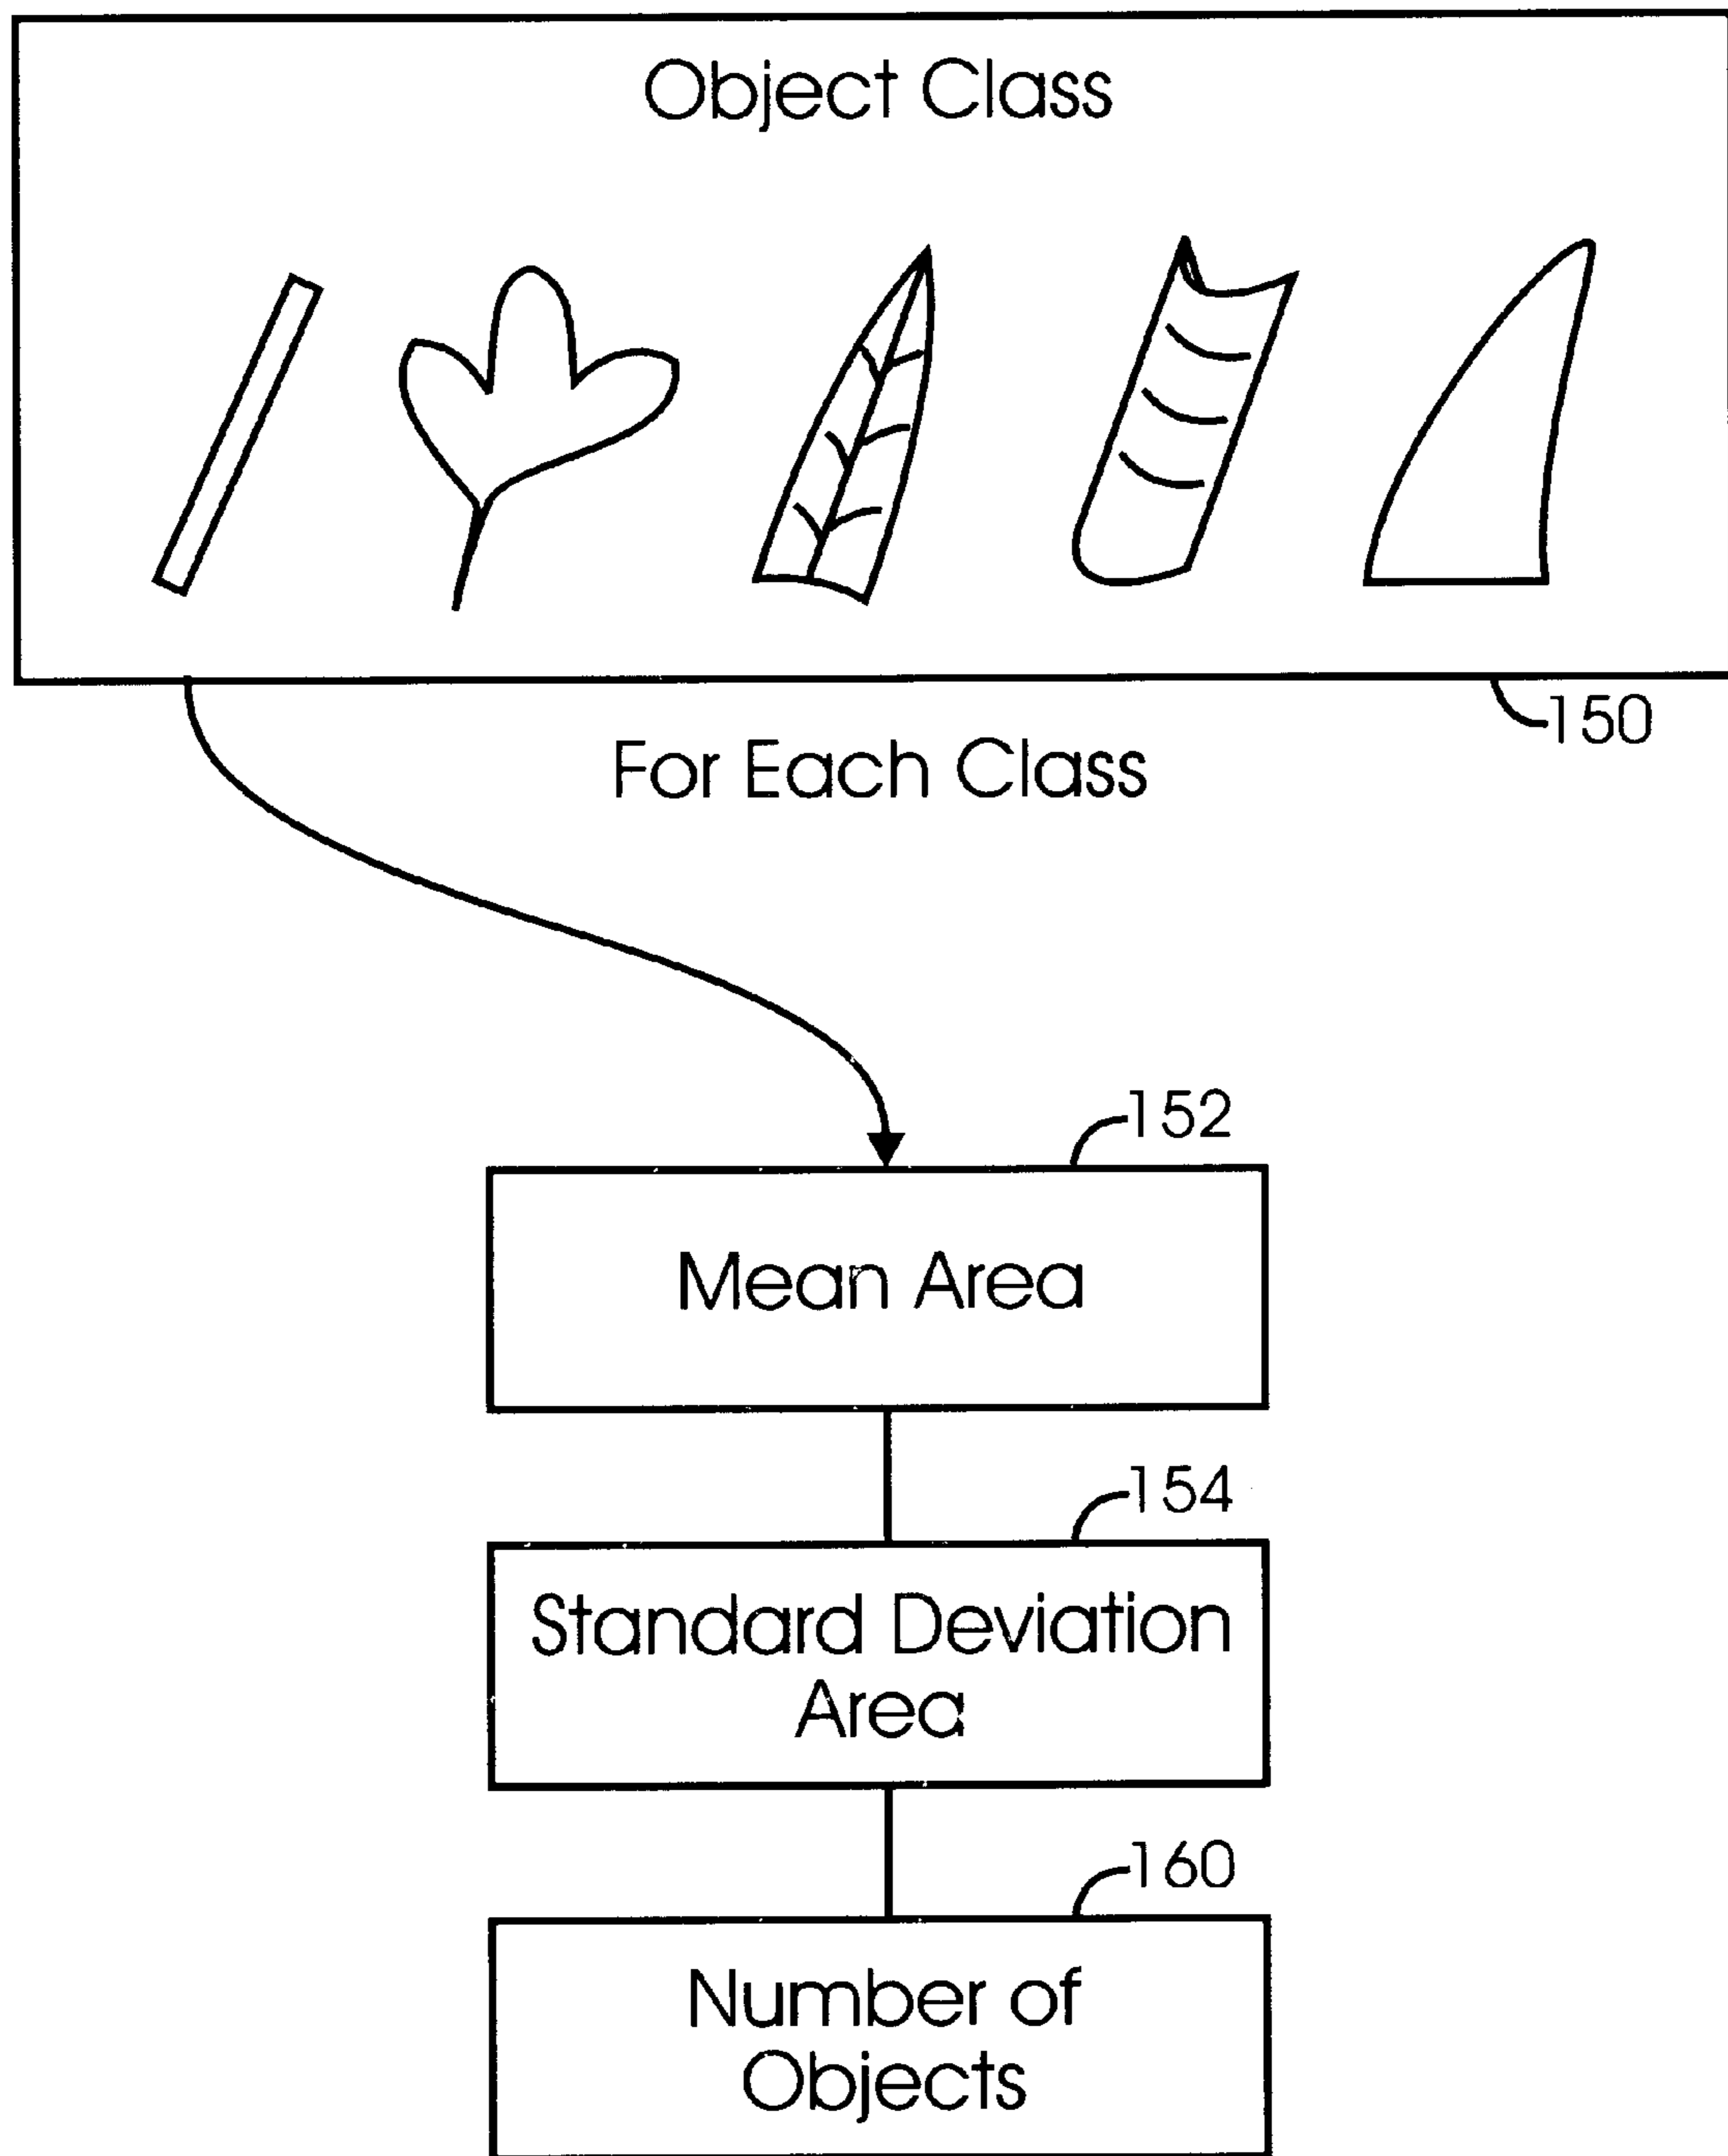 Object Class
150
For Each Class
152
Mean Area
154
Standard Deviation
Area
160
Number of
Objects